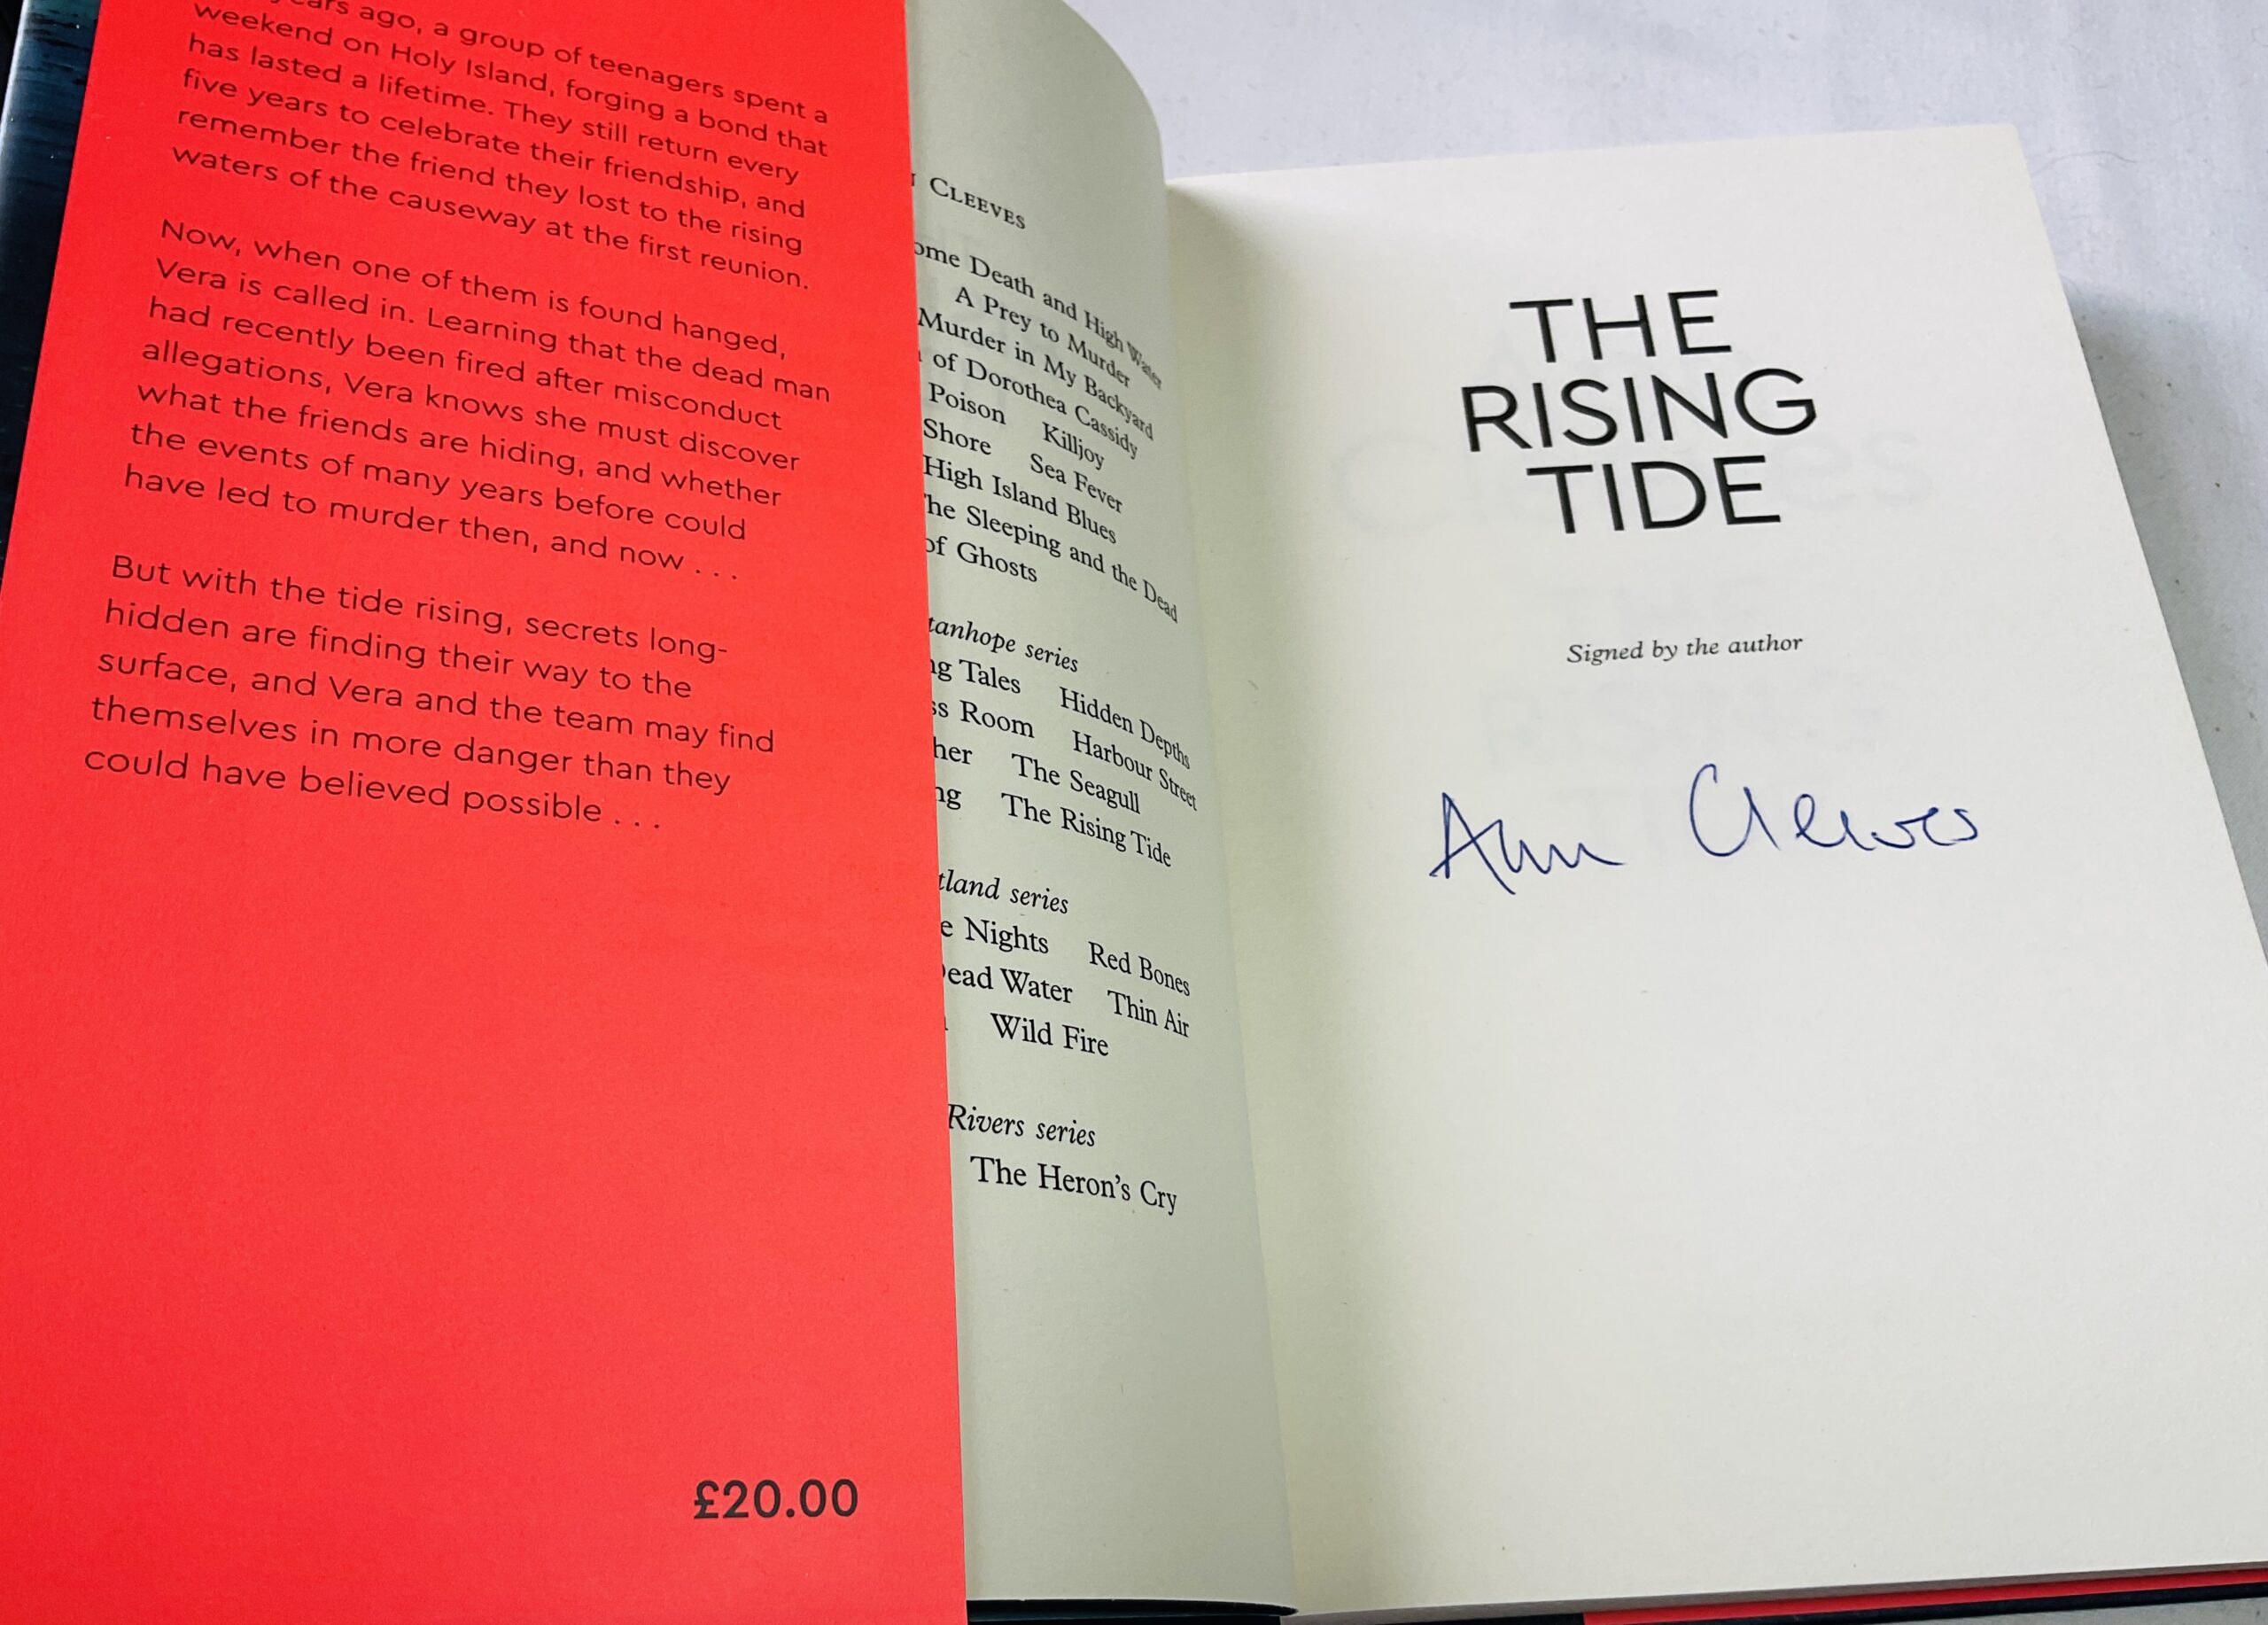 ago, a group of teenagers spent a
weekend on Holy Island, forging a bond that
has lasted a lifetime. They still return every
five years to celebrate their friendship, and
remember the friend they lost to the rising
waters of the causeway at the first reunion.
Now, when one of them is found hanged,
Vera is called in. Learning that the dead man
had recently been fired after misconduct
allegations, Vera knows she must discover
what the friends are hiding, and whether
the events of many years before could
have led to murder then, and now . . .
But with the tide rising, secrets long-
hidden are finding their way to the
surface, and Vera and the team may find
themselves in more danger than they
could have believed possible . . .
£20.00
CLEEVES
Death and High Water
A Prey to Murder
Murder in My Backyard
of Dorothea Cassidy
Poison Killjoy
Shore Sea Fever
High Island Blues
The Sleeping and the Dead
of Ghosts
series
Tales Hidden Depths
Room Harbour Street
The Seagull
The Rising Tide
series
Nights Red Bones
Water Thin Air
Wild Fire
Rivers series
The Heron's Cry
THE
RISING
TIDE
Signed by the author
Ann Cleeves